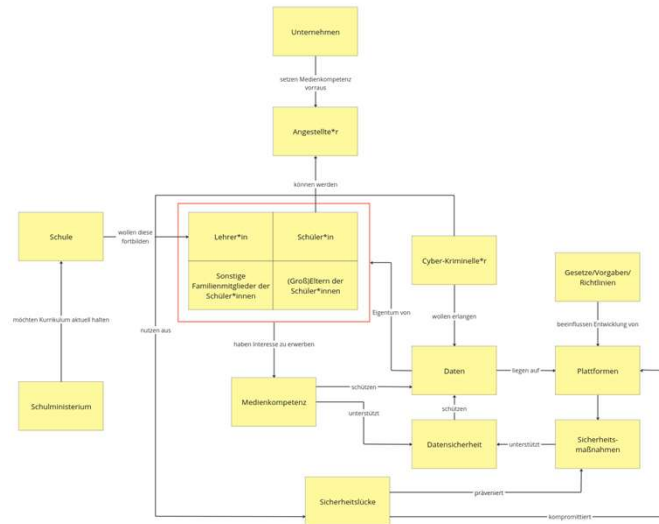 Unternehmen
setzen Medienkompetenz
vorraus
Angestellte*r
können werden
Schule
wollen diese
fortbilden
Lehrer*in
Schüler*in
Sonstige
Familienmitglieder der
Schüler*innen
(Groß)Eltern der
Schüler*innen
Cyber-Kriminelle*r
Gesetze/Vorgaben/
Richtlinien
möchten Kurrikulum aktuell halten
nutzen aus
Eigentum von
wollen erlangen
beeinflussen Entwicklung von
haben Interesse zu erwerben
Schulministerium
Medienkompetenz
schützen
unterstützt
Daten
liegen auf
Plattformen
schützen
Datensicherheit
unterstützt
Sicherheits-
maßnahmen
Sicherheitslücke
präveniert
kompromittiert